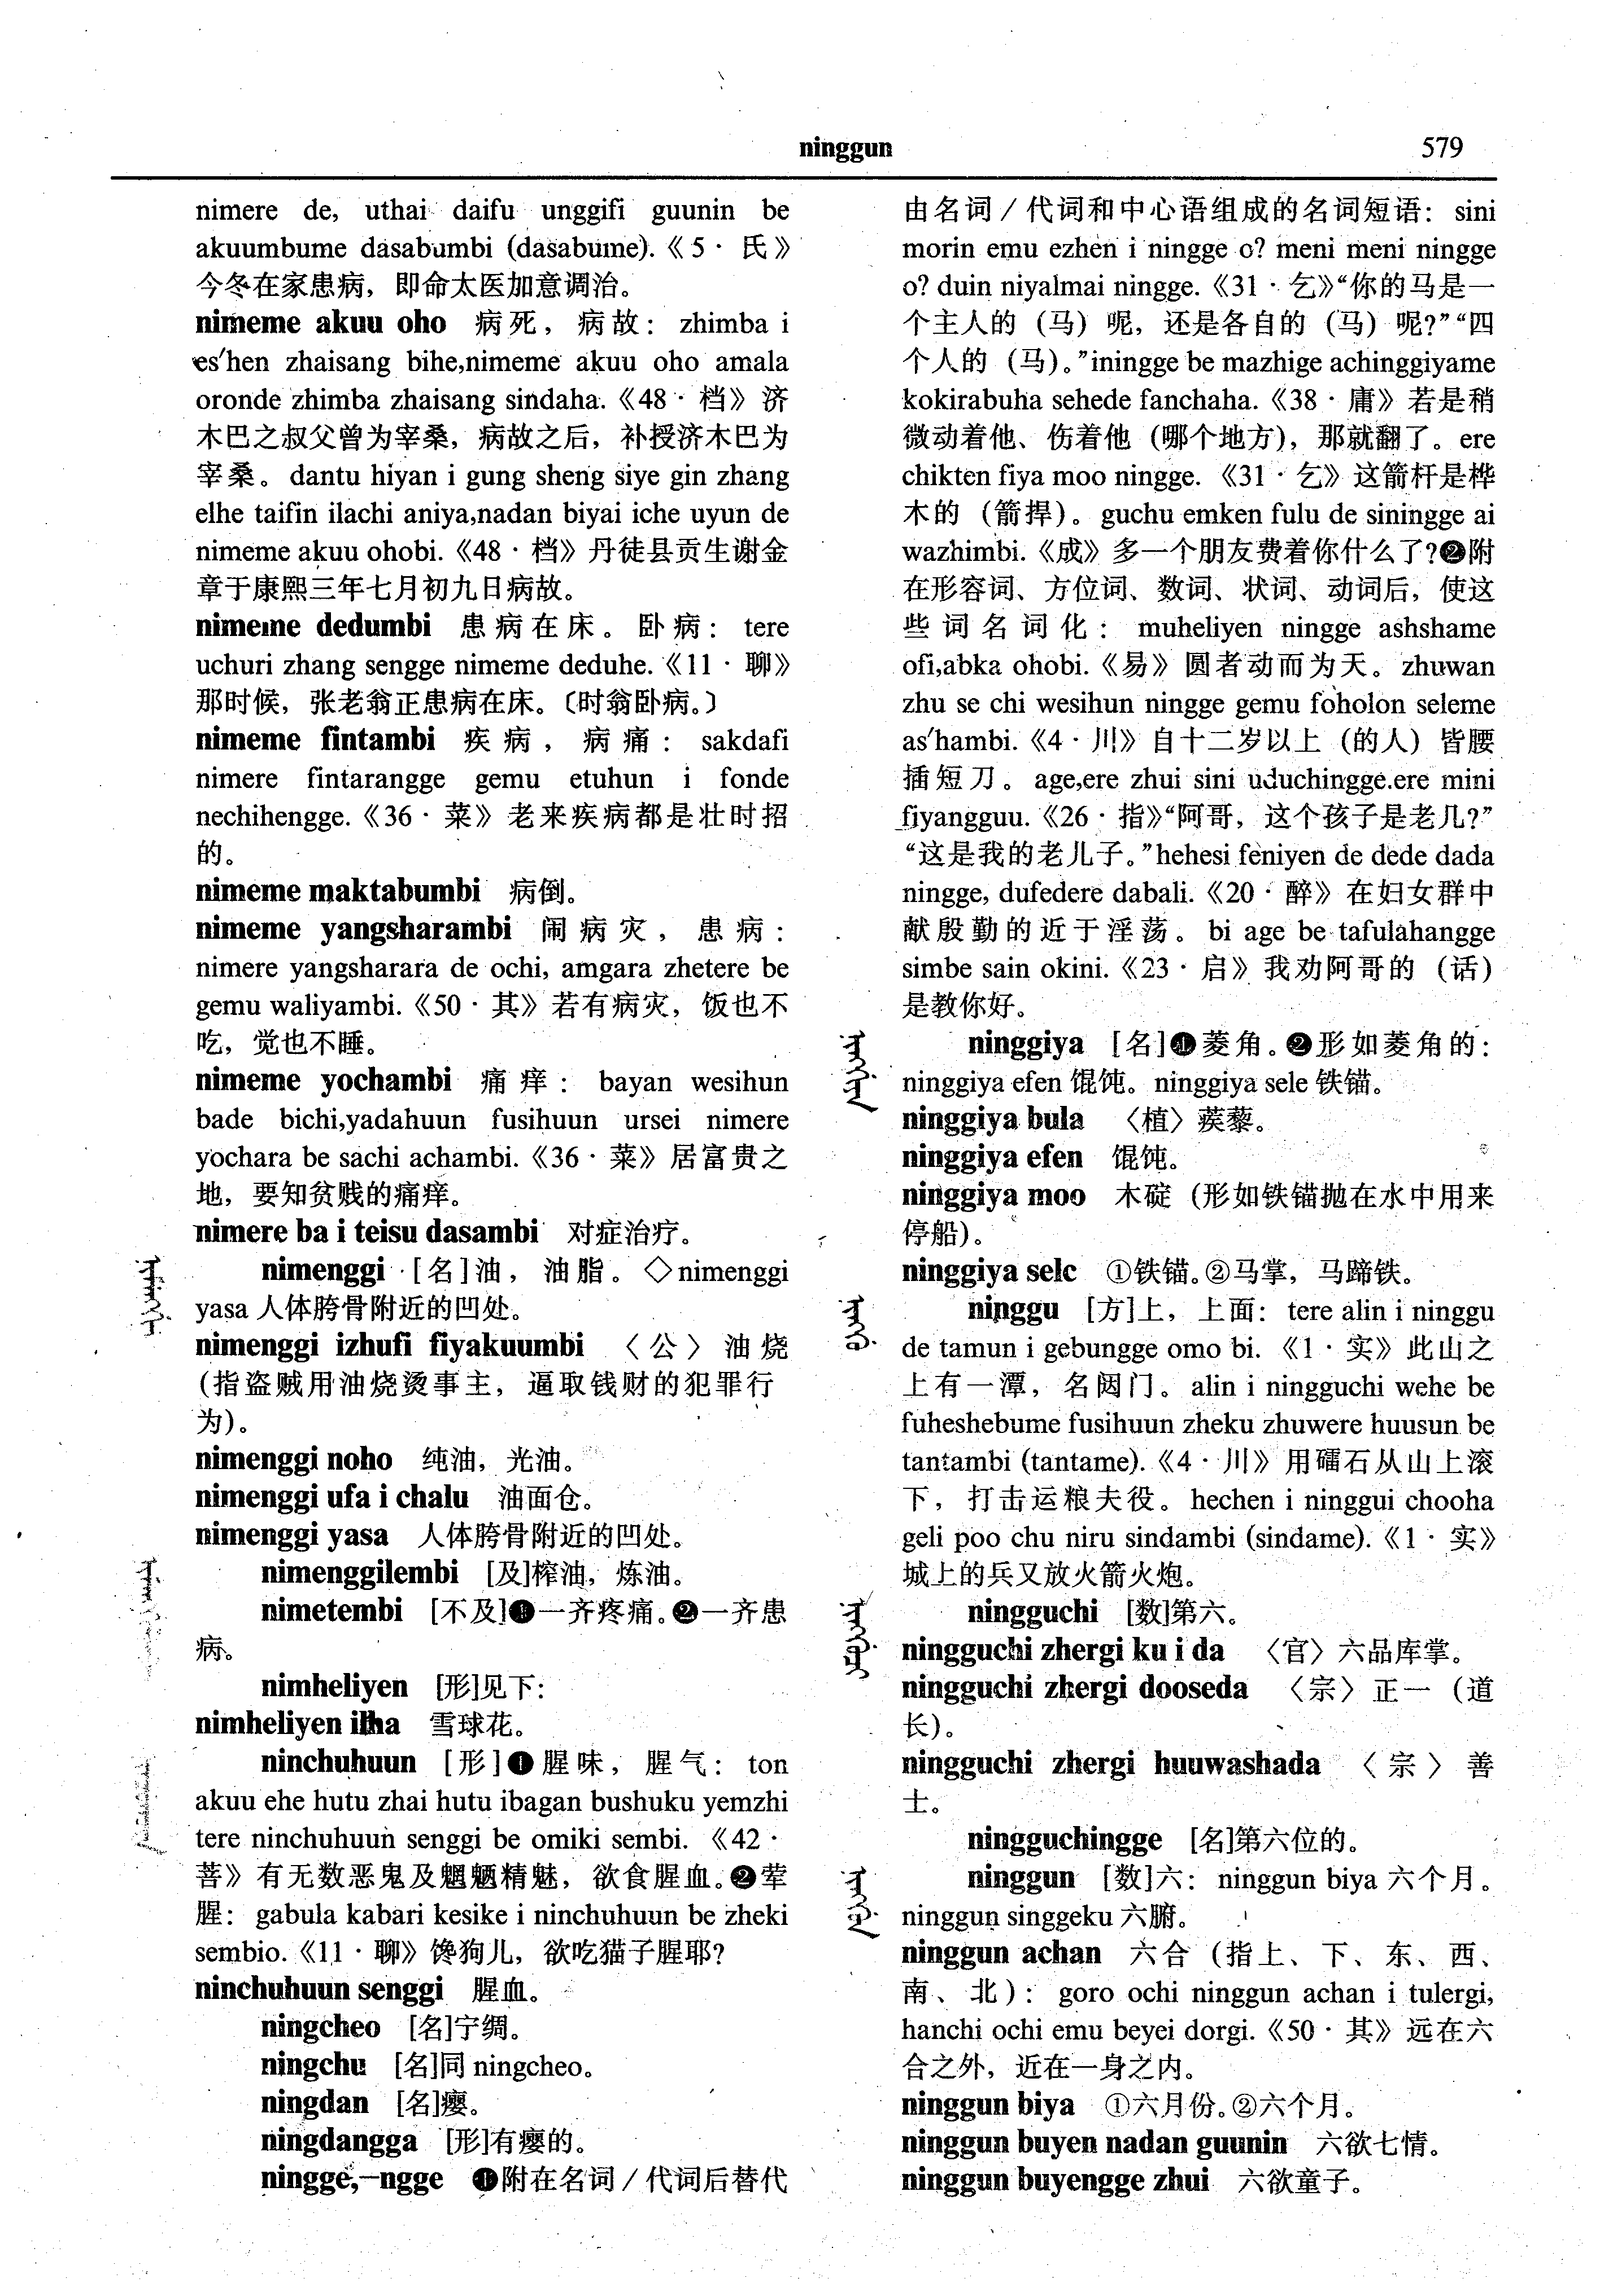 ninggun 579
nimere de, uthai daifu unggifi guunin be
akuumbume dasabumbi (dasabume).《5· 氏》
今冬在家患病，即命太医加意调治。
nimeme akuu oho 病死，病故：zhimba i
es'hen zhaisang bihe,nimeme akuu oho amala
oronde zhimba zhaisang sindaha.《48· 档》济
木巴之叔父曾为宰桑，病故之后，补授济木巴为
宰桑。dantu hiyan i gung sheng siye gin zhang
elhe taifin ilachi aniya,nadan biyai iche uyun de
nimeme akuu ohobi.《48· 档》丹徒县贡生谢金
章于康熙三年七月初九日病故。
nimeme dedumbi 患病在床。卧病：tere
uchuri zhang sengge nimeme deduhe.《11· 聊》
那时候，张老翁正患病在床。〔时翁卧病。〕
nimeme fintambi 疾病，病痛：sakdafi
nimere fintarangge gemu etuhun i fonde
nechihengge.《36· 菜》老来疾病都是壮时招
的。
nimeme maktabumbi 病倒。
nimeme yangsharambi 闹病灾，患病：
nimere yangsharara de ochi, amgara zhetere be
gemu waliyambi.《50· 其》若有病灾，饭也不
吃，觉也不睡。
nimeme yochambi 痛痒：bayan wesihun
bade bichi,yadahuun fusihuun ursei nimere
yochara be sachi achambi.《36· 菜》居富贵之
地，要知贫贱的痛痒。
nimere ba i teisu dasambi 对症治疗。
nimenggi [名]油，油脂。◇nimenggi
yasa 人体胯骨附近的凹处。
nimenggi izhufi fiyakuumbi 〈公〉油烧
(指盗贼用油烧烫事主，逼取钱财的犯罪行
为)。
nimenggi noho 纯油，光油。
nimenggi ufa i chalu 油面仓。
nimenggi yasa 人体胯骨附近的凹处。
nimenggilembi [及]榨油，炼油。
nimetembi [不及]❶一齐疼痛。❷一齐患
病。
nimheliyen [形]见下：
nimheliyen ilha 雪球花。
ninchuhuun [形]❶腥味，腥气：ton
akuu ehe hutu zhai hutu ibagan bushuku yemzhi
tere ninchuhuun senggi be omiki sembi. 《42·
菩》有无数恶鬼及魍魉精魅，欲食腥血。❷荤
腥：gabula kabari kesike i ninchuhuun be zheki
sembio.《11· 聊》馋狗儿，欲吃猫子腥耶?
ninchuhuun senggi 腥血。
ningcheo [名]宁绸。
ningchu [名]同 ningcheo。
ningdan [名]瘿。
ningdangga [形]有瘿的。
ningge,—ngge ❶附在名词/代词后替代
由名词/代词和中心语组成的名词短语：sini
morin emu ezhen i ningge o? meni meni ningge
o? duin niyalmai ningge.《31· 乞》“你的马是一
个主人的（马）呢，还是各自的（马）呢?”“四
个人的（马）。”iningge be mazhige achinggiyame
kokirabuha sehede fanchaha.《38· 庸》若是稍
微动着他、伤着他（哪个地方），那就翻了。ere
chikten fiya moo ningge. 《31· 乞》这箭杆是桦
木的（箭捍）。guchu emken fulu de siningge ai
wazhimbi.《成》多一个朋友费着你什么了?❷附
在形容词、方位词、数词、状词、动词后，使这
些词名词化：muheliyen ningge ashshame
ofi,abka ohobi.《易》圆者动而为天。zhuwan
zhu se chi wesihun ningge gemu foholon seleme
as'hambi.《4· 川》自十二岁以上（的人）皆腰
插短刀。age,ere zhui sini uduchingge.ere mini
fiyangguu.《26· 指》“阿哥，这个孩子是老几?”
“这是我的老儿子。”hehesi feniyen de dede dada
ningge, dufedere dabali.《20· 醉》在妇女群中
献殷勤的近于淫荡。bi age be tafulahangge
simbe sain okini.《23· 启》我劝阿哥的（话）
是教你好。
ninggiya [名]❶菱角。❷形如菱角的：
ninggiya efen 馄饨。ninggiya sele 铁锚。
ninggiya bula 〈植〉蒺藜。
ninggiya efen 馄饨。
ninggiya moo 木碇（形如铁锚抛在水中用来
停船)。
ninggiya sele ①铁锚。②马掌，马蹄铁。
ninggu [方]上，上面：tere alin i ninggu
de tamun i gebungge omo bi. 《1· 实》此山之
上有一潭，名闼门。alin i ningguchi wehe be
fuheshebume fusihuun zheku zhuwere huusun be
tantambi (tantame).《4· 川》用礌石从山上滚
下，打击运粮夫役。hechen i ninggui chooha
geli poo chu niru sindambi (sindame).《1· 实》
城上的兵又放火箭火炮。
ningguchi [数]第六。
ningguchi zhergi ku i da 〈官〉六品库掌。
ningguchi zhergi dooseda 〈宗〉正一（道
长)。
ningguchi zhergi huuwashada 〈宗〉善
士。
ningguchingge [名]第六位的。
ninggun [数]六：ninggun biya 六个月。
ninggun singgeku 六腑。
ninggun achan 六合（指上、下、东、西、
南、北）：goro ochi ninggun achan i tulergi,
hanchi ochi emu beyei dorgi.《50· 其》远在六
合之外，近在一身之内。
ninggun biya ①六月份。②六个月。
ninggun buyen nadan guunin 六欲七情。
ninggun buyengge zhui 六欲童子。